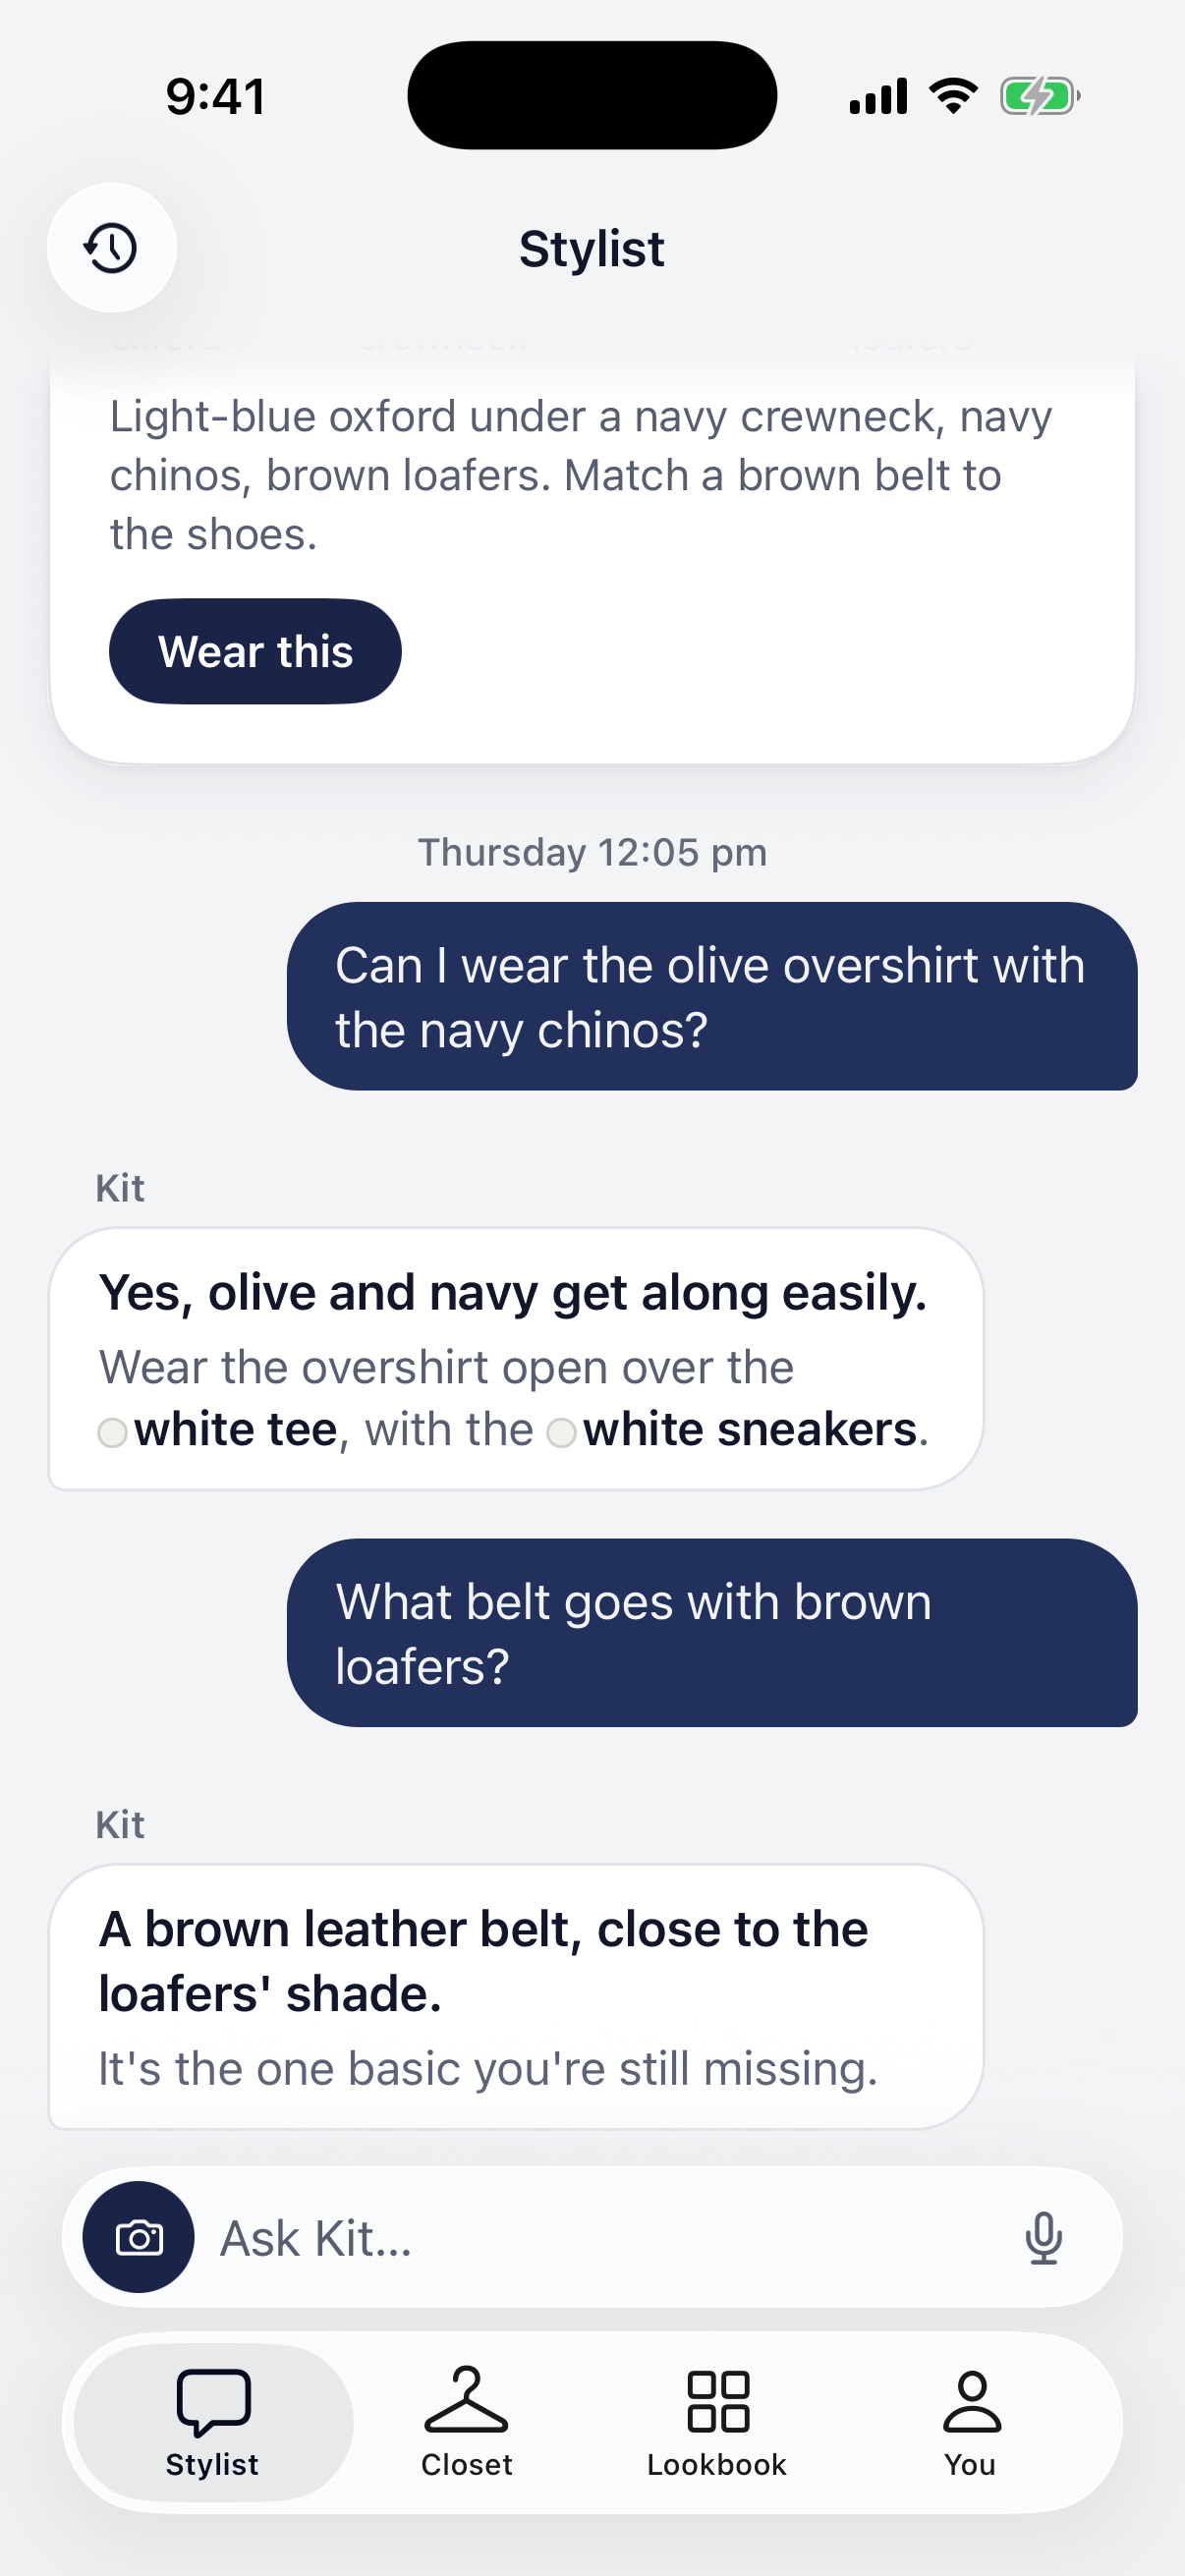 9:41
Stylist
Light-blue oxford under a navy crewneck, navy
chinos, brown loafers. Match a brown belt to
the shoes.
Wear this
Thursday 12:05 pm
Can I wear the olive overshirt with
the navy chinos?
Kit
Yes, olive and navy get along easily.
Wear the overshirt open over the
white tee, with the white sneakers.
What belt goes with brown
loafers?
Kit
A brown leather belt, close to the
loafers' shade.
It's the one basic you're still missing.
Ask Kit...
Stylist
Closet
Lookbook
You